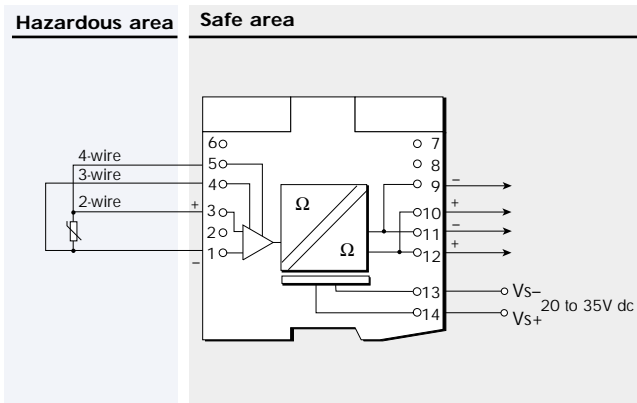 Hazardous area
Safe area
6
7
4-wire
5
8
3-wire
4
9
–
2-wire
+
3
Ω
10
+
2
11
–
–
1
Ω
12
+
13
Vs–
14
Vs+
20 to 35V dc